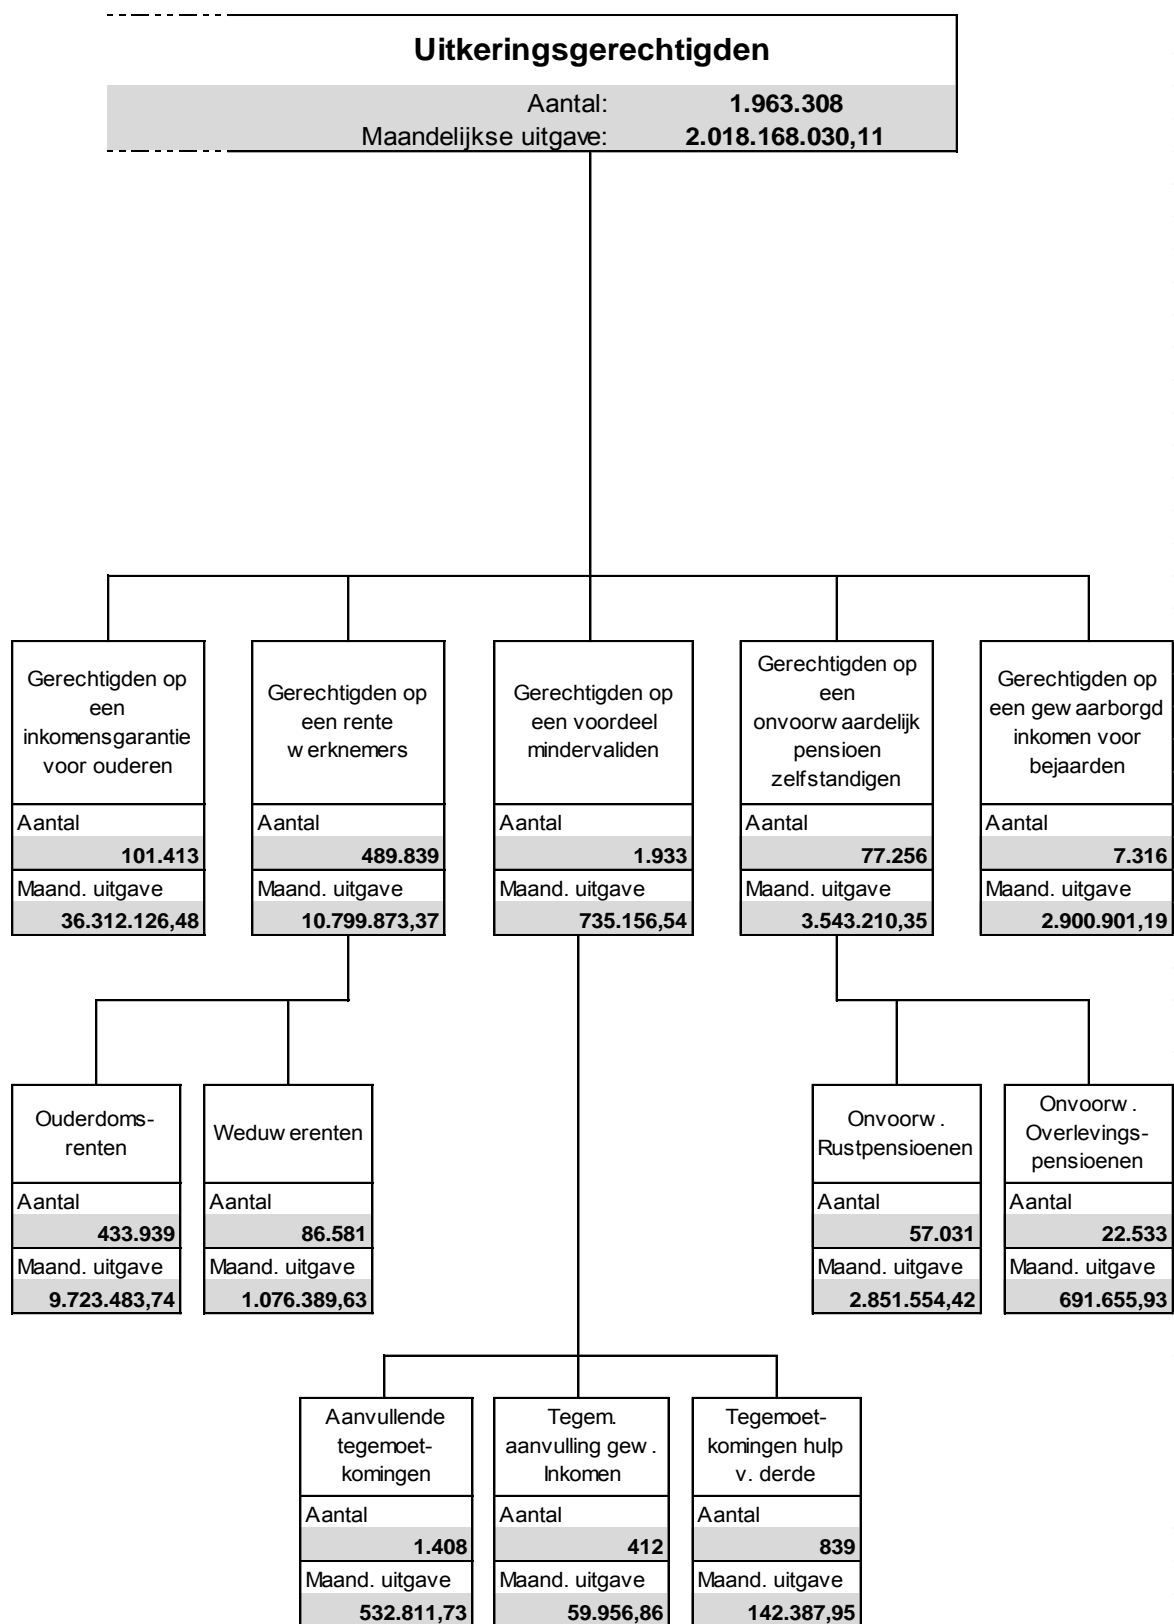 Uitkeringsgerechtigden
Aantal: 1.963.308
Maandelijkse uitgave: 2.018.168.030,11
Gerechtigden op
een
inkomensgarantie
voor ouderen
Aantal
101.413
Maand. uitgave
36.312.126,48
Gerechtigden op
een rente
werknemers
Aantal
489.839
Maand. uitgave
10.799.873,37
Gerechtigden op
een voordeel
mindervaliden
Aantal
1.933
Maand. uitgave
735.156,54
Gerechtigden op
een
onvoorwaardelijk
pensioen
zelfstandigen
Aantal
77.256
Maand. uitgave
3.543.210,35
Gerechtigden op
een gewaarborgd
inkomen voor
bejaarden
Aantal
7.316
Maand. uitgave
2.900.901,19
Ouderdoms-
renten
Aantal
433.939
Maand. uitgave
9.723.483,74
Weduwerenten
Aantal
86.581
Maand. uitgave
1.076.389,63
Onvoorw.
Rustpensioenen
Aantal
57.031
Maand. uitgave
2.851.554,42
Onvoorw.
Overlevings-
pensioenen
Aantal
22.533
Maand. uitgave
691.655,93
Aanvullende
tegemoet-
komingen
Aantal
1.408
Maand. uitgave
532.811,73
Tegem.
aanvulling gew.
Inkomen
Aantal
412
Maand. uitgave
59.956,86
Tegemoet-
komingen hulp
v. derde
Aantal
839
Maand. uitgave
142.387,95